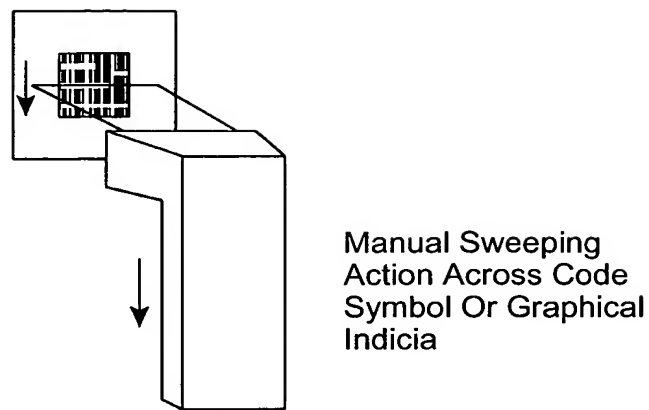 Manual Sweeping
Action Across Code
Symbol Or Graphical
Indicia